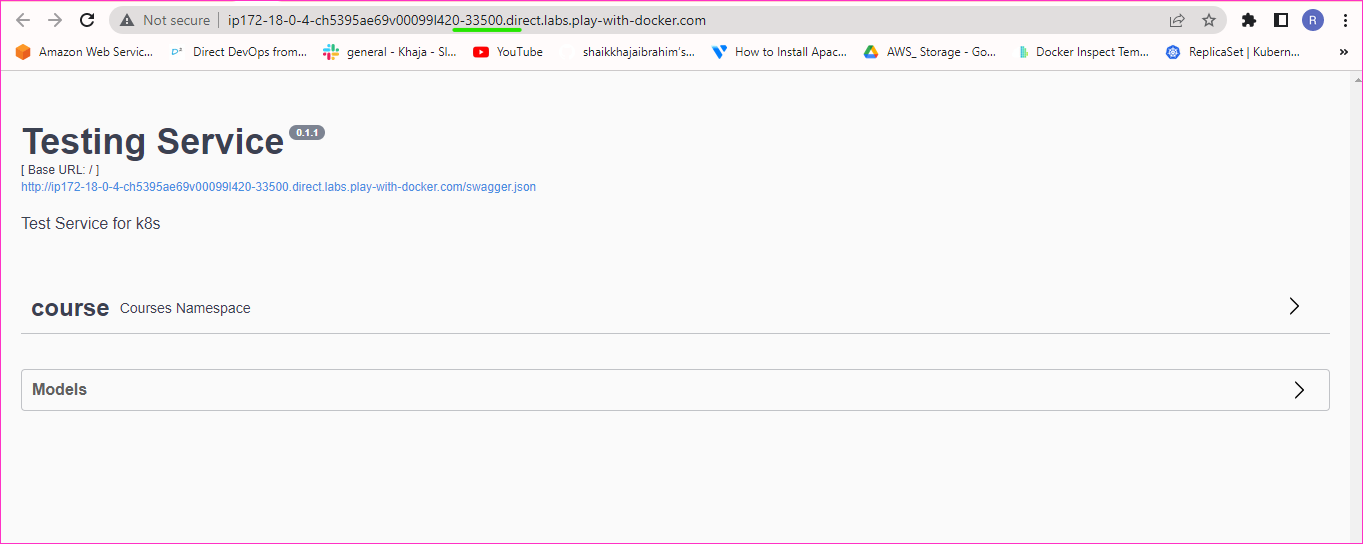 Not secure ip172-18-0-4-ch5395ae69v00099l420-33500.direct.labs.play-with-docker.com R
Amazon Web Servic... Direct DevOps from... general - Khaja - Sl... YouTube shaikkhajaibrahim's... How to Install Apac... AWS_ Storage - Go... Docker Inspect Tem... ReplicaSet | Kubern... »
Testing Service 0.1.1
[ Base URL: / ]
http://ip172-18-0-4-ch5395ae69v00099l420-33500.direct.labs.play-with-docker.com/swagger.json
Test Service for k8s
course Courses Namespace
Models